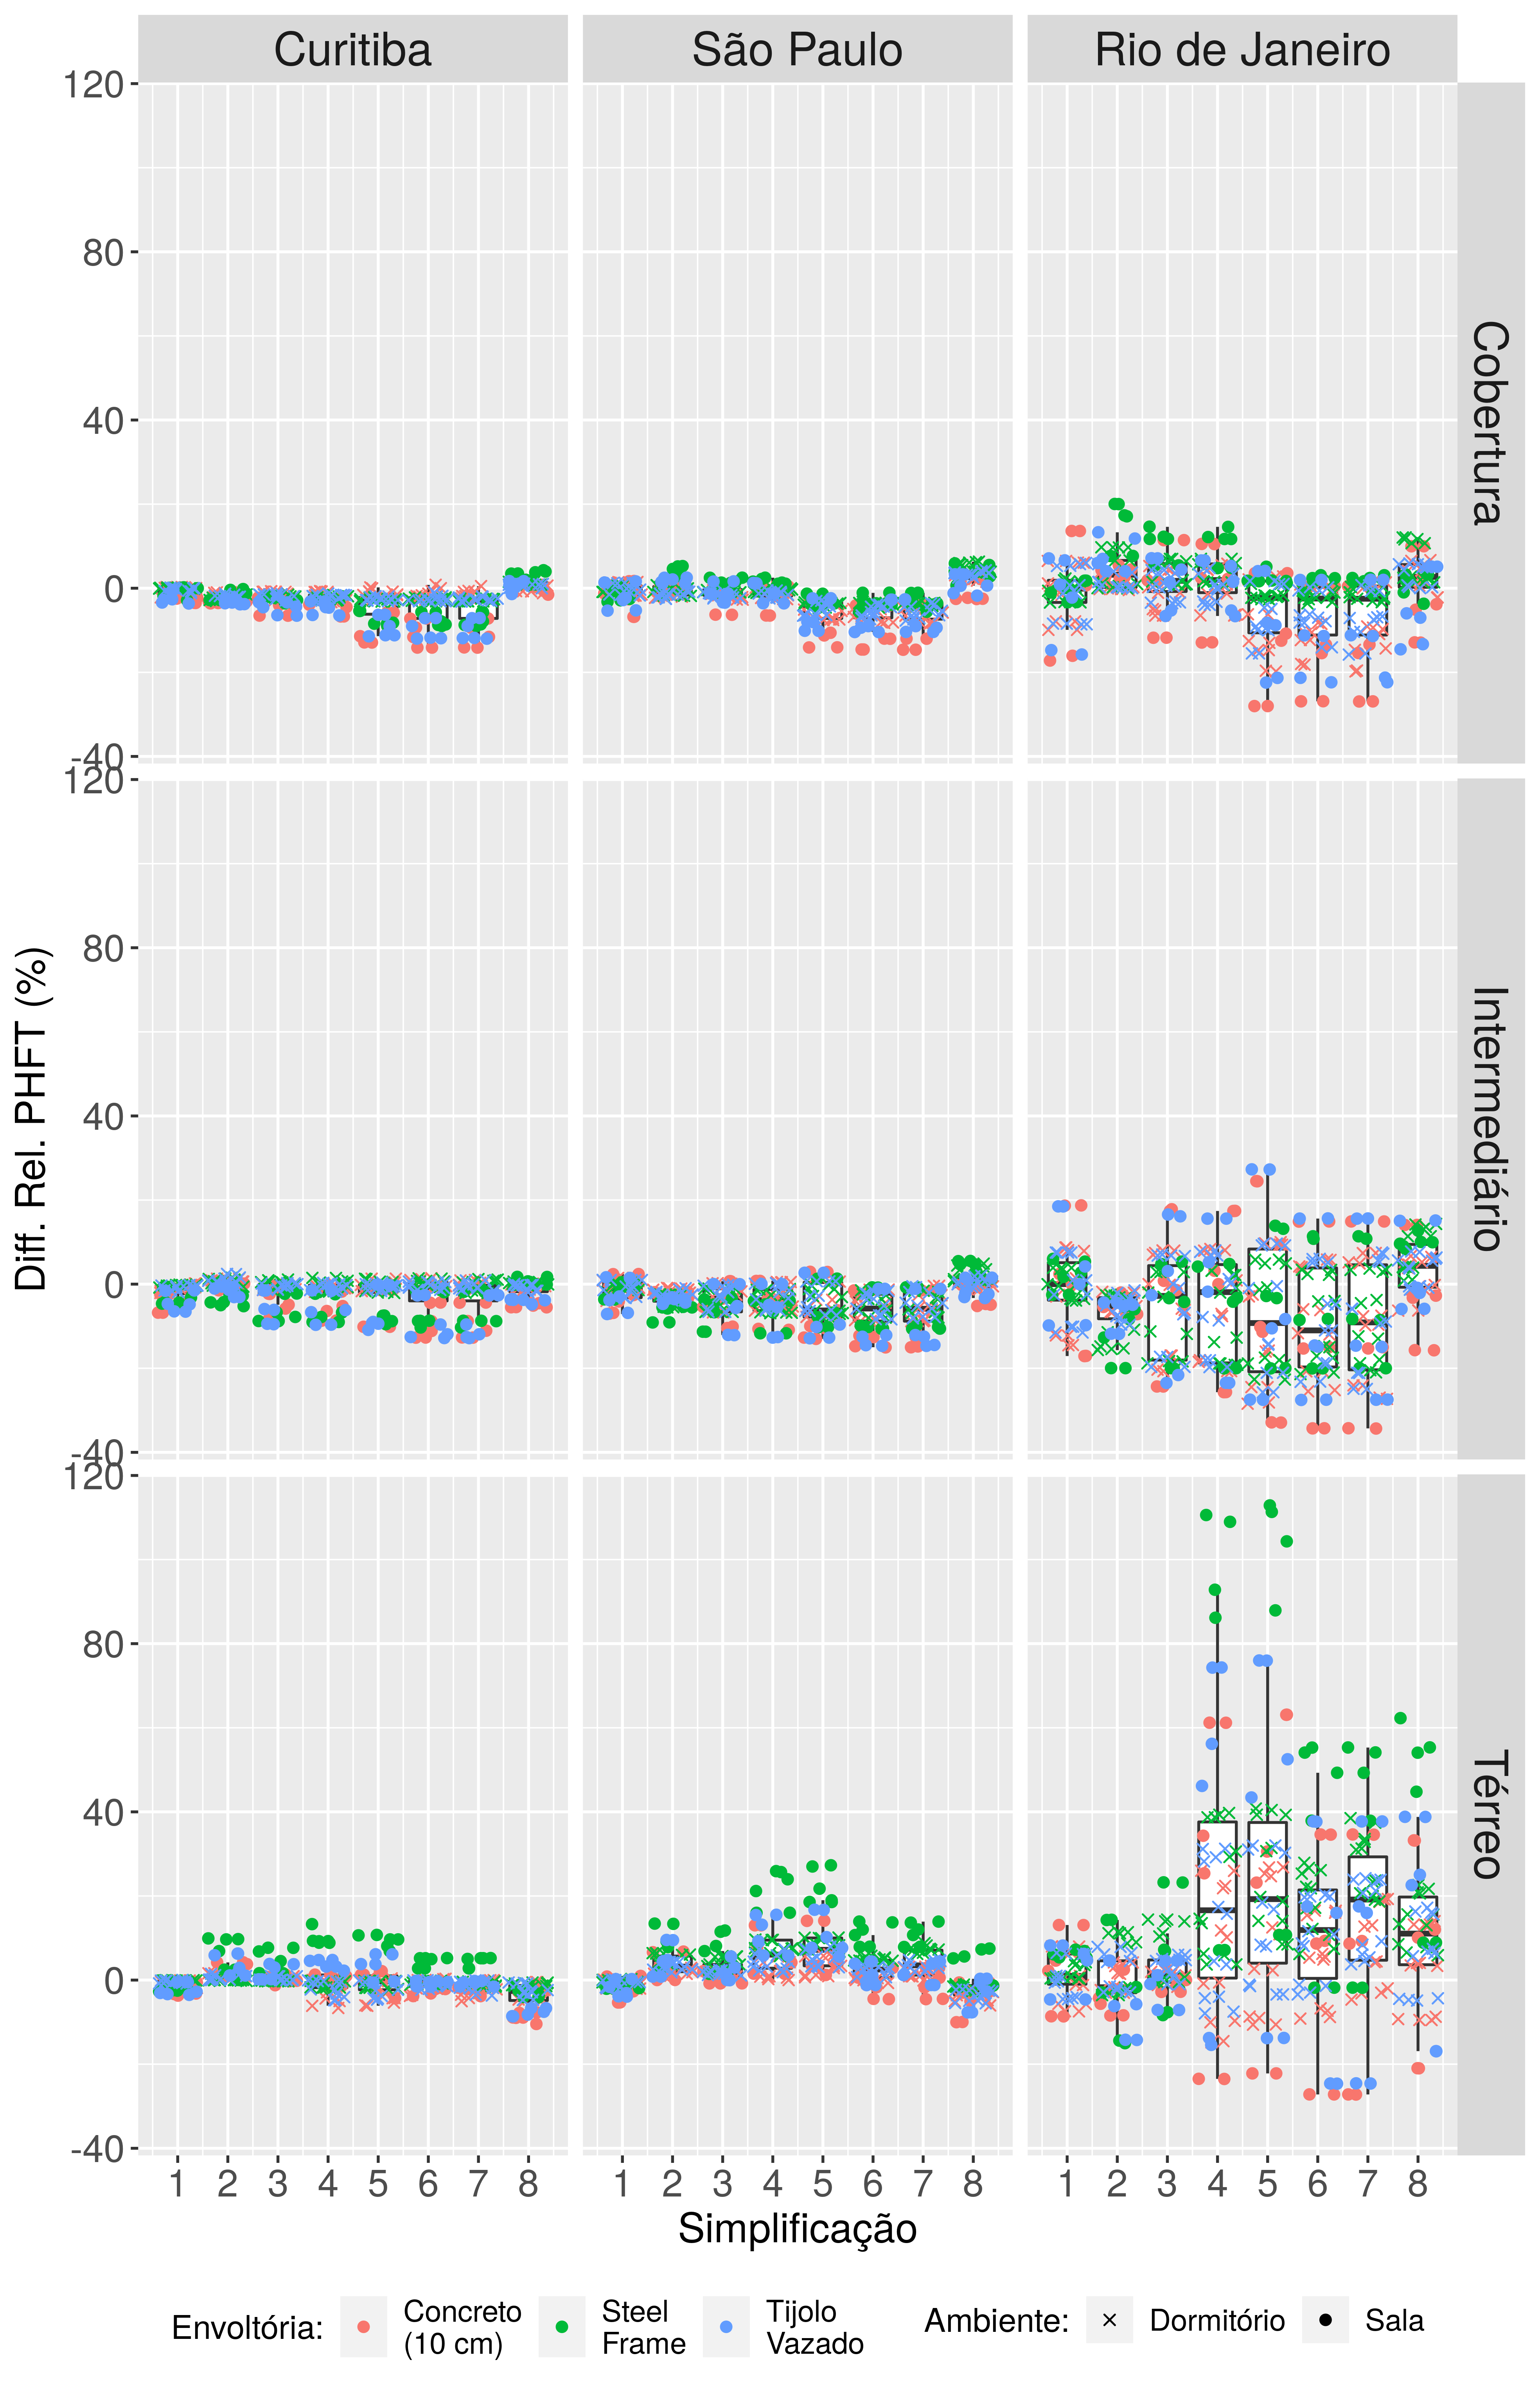 Curitiba
São Paulo
Rio de Janeiro
120
80
40
0
-40
Cobertura
120
80
40
0
-40
Intermediário
120
80
40
0
-40
Térreo
Diff. Rel. PHFT (%)
1 2 3 4 5 6 7 8
1 2 3 4 5 6 7 8
1 2 3 4 5 6 7 8
Simplificação
Envoltória:
Concreto
(10 cm)
Steel
Frame
Tijolo
Vazado
Ambiente:
Dormitório
Sala